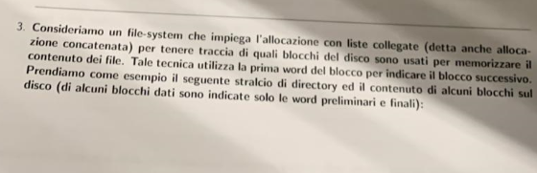 3. Consideriamo un file-system che impiega l'allocazione con liste collegate (detta anche alloca-
zione concatenata) per tenere traccia di quali blocchi del disco sono usati per memorizzare il
contenuto dei file. Tale tecnica utilizza la prima word del blocco per indicare il blocco successivo.
Prendiamo come esempio il seguente stralcio di directory ed il contenuto di alcuni blocchi sul
disco (di alcuni blocchi dati sono indicate solo le word preliminari e finali):